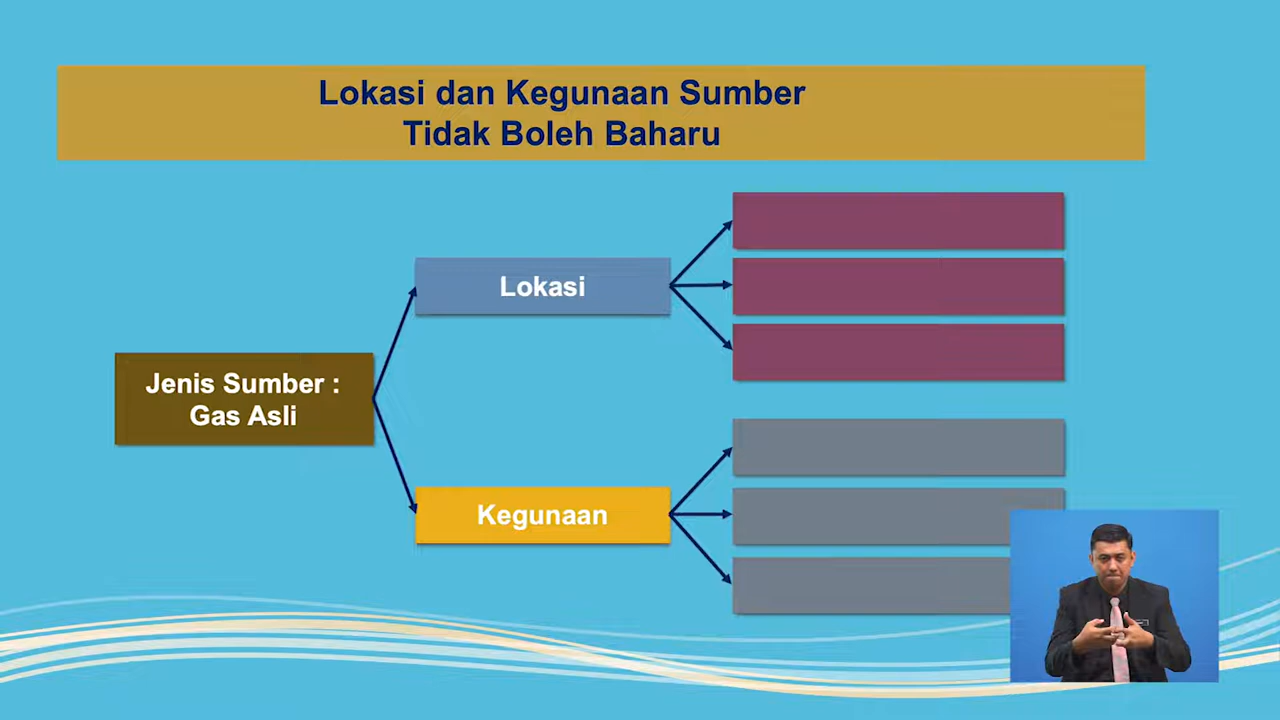 Lokasi dan Kegunaan Sumber
Tidak Boleh Baharu
Lokasi
Jenis Sumber :
Gas Asli
Kegunaan